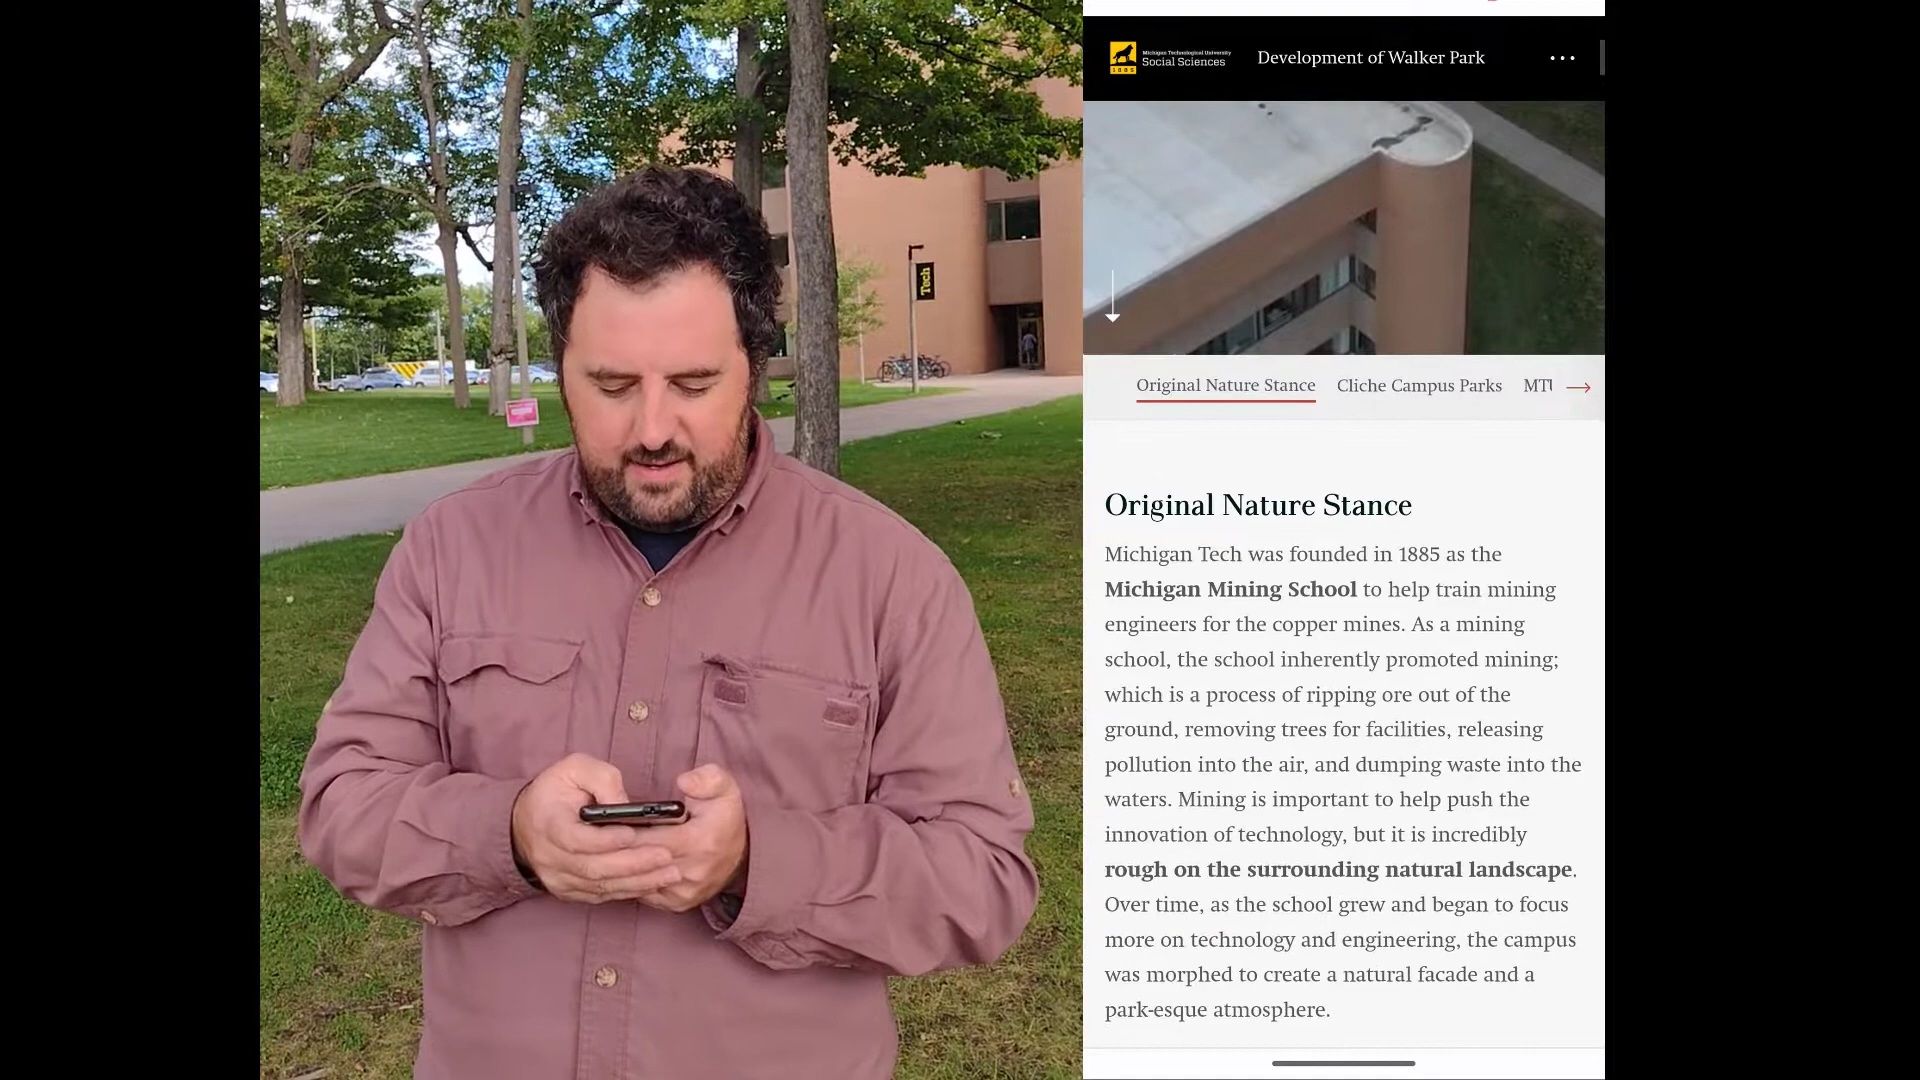 Tech
Michigan Technological University
Social Sciences
1885
Development of Walker Park
Original Nature Stance Cliche Campus Parks MTU
Original Nature Stance
Michigan Tech was founded in 1885 as the
Michigan Mining School to help train mining
engineers for the copper mines. As a mining
school, the school inherently promoted mining;
which is a process of ripping ore out of the
ground, removing trees for facilities, releasing
pollution into the air, and dumping waste into the
waters. Mining is important to help push the
innovation of technology, but it is incredibly
rough on the surrounding natural landscape.
Over time, as the school grew and began to focus
more on technology and engineering, the campus
was morphed to create a natural facade and a
park-esque atmosphere.